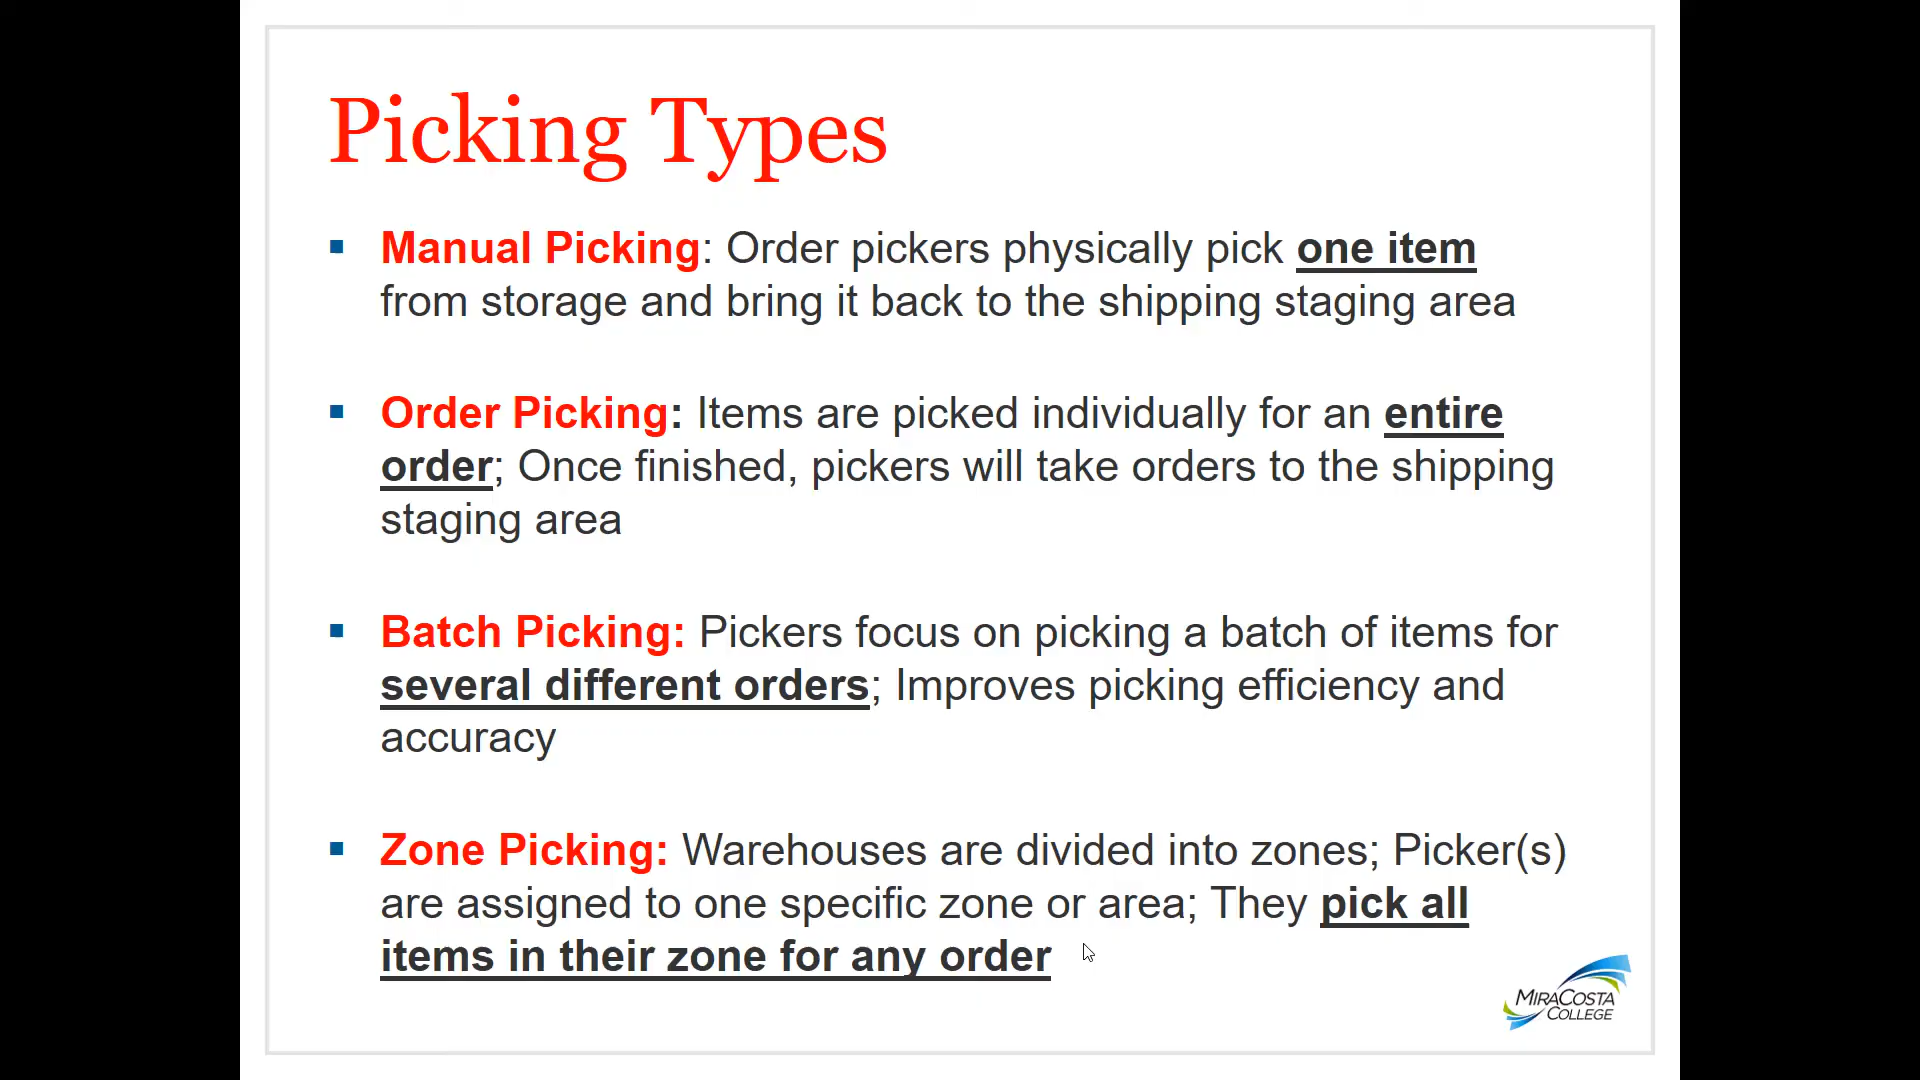 Picking Types
Manual Picking: Order pickers physically pick one item
from storage and bring it back to the shipping staging area
Order Picking: Items are picked individually for an entire
order; Once finished, pickers will take orders to the shipping
staging area
Batch Picking: Pickers focus on picking a batch of items for
several different orders; Improves picking efficiency and
accuracy
Zone Picking: Warehouses are divided into zones; Picker(s)
are assigned to one specific zone or area; They pick all
items in their zone for any order
MIRACOSTA
COLLEGE